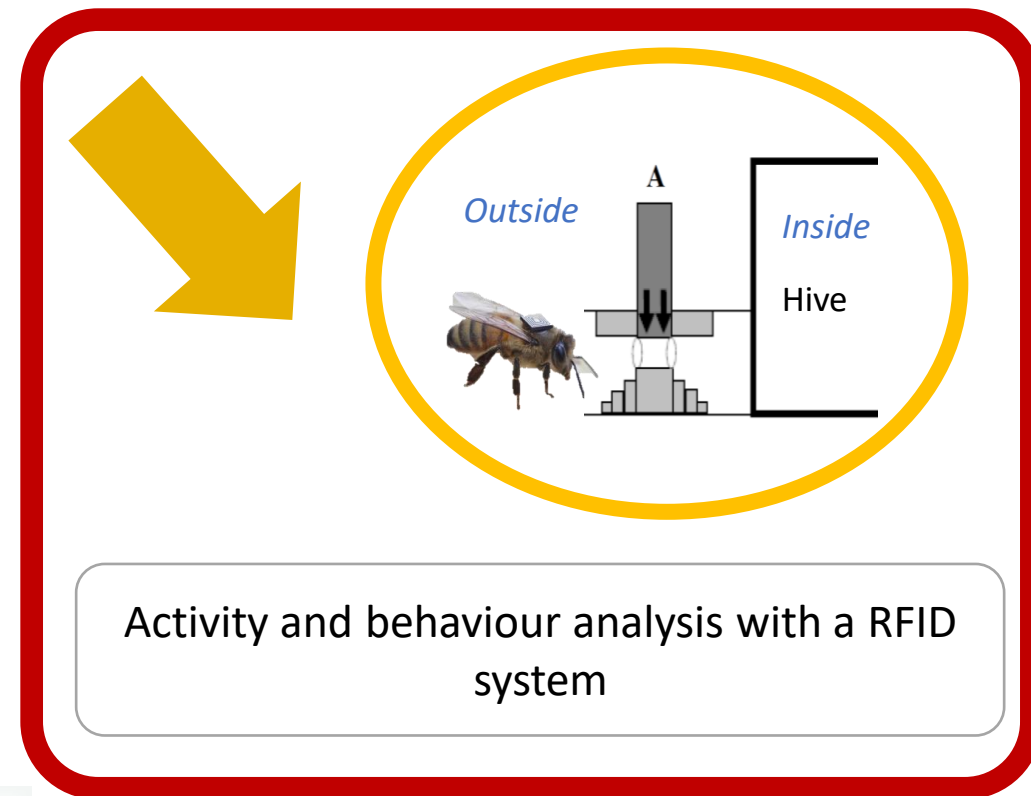 A
Outside
Inside
Hive
Activity and behaviour analysis with a RFID
system